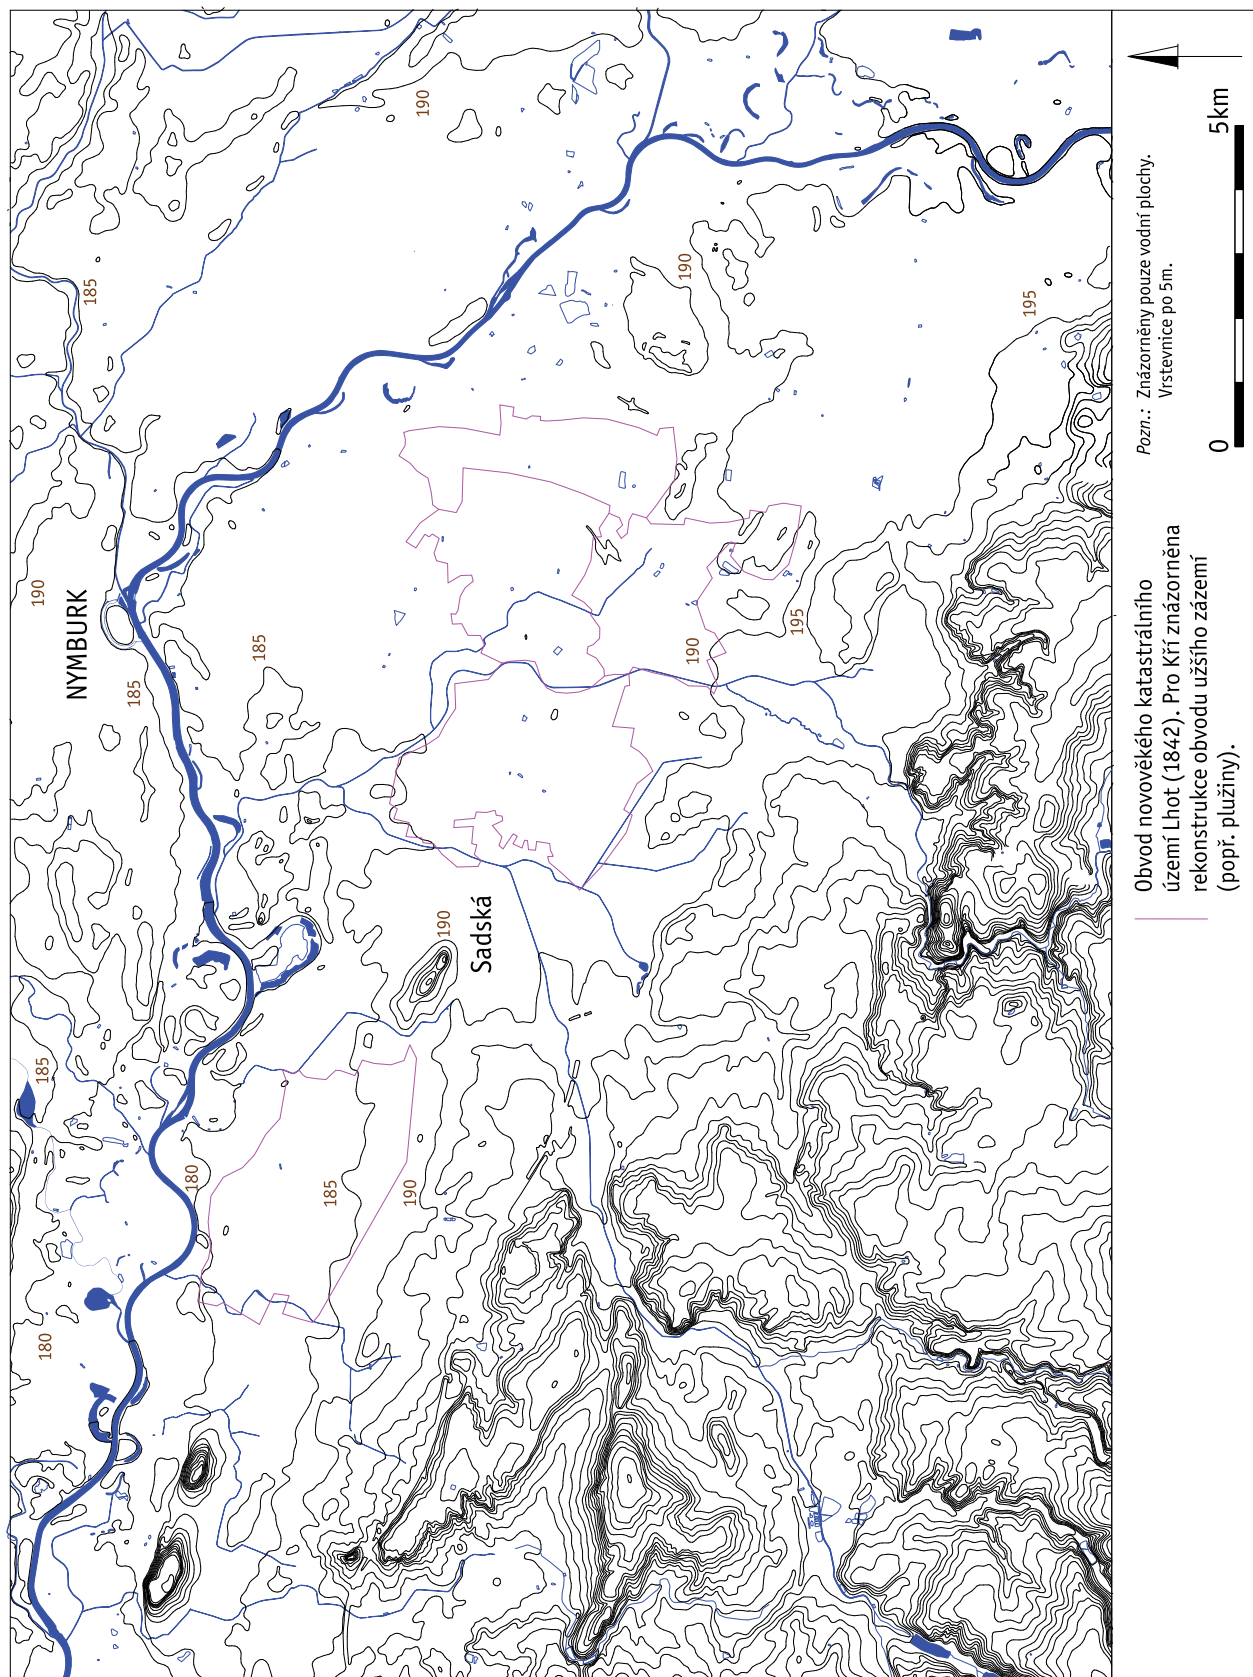 NYMBURK
Sadská
180
180
185
190
185
190
185
185
190
190
185
190
195
190
190
195
Obvod novověkého katastrálního
území Lhot (1842). Pro Kří znázorněna
rekonstrukce obvodu užšího zázemí
(popř. plužiny).
Pozn.: Znázorněny pouze vodní plochy.
Vrstevnice po 5m.
0
5km